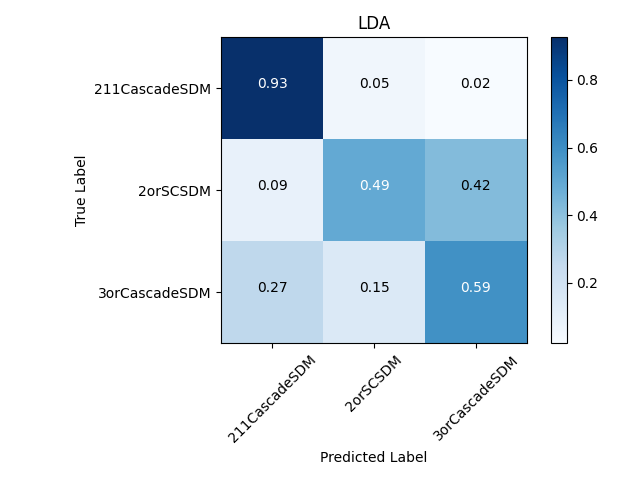 LDA
211CascadeSDM
0.93 0.05 0.02
2orSCSDM
0.09 0.49 0.42
3orCascadeSDM
0.27 0.15 0.59
True Label
211CascadeSDM 2orSCSDM 3orCascadeSDM
Predicted Label
0.8
0.6
0.4
0.2